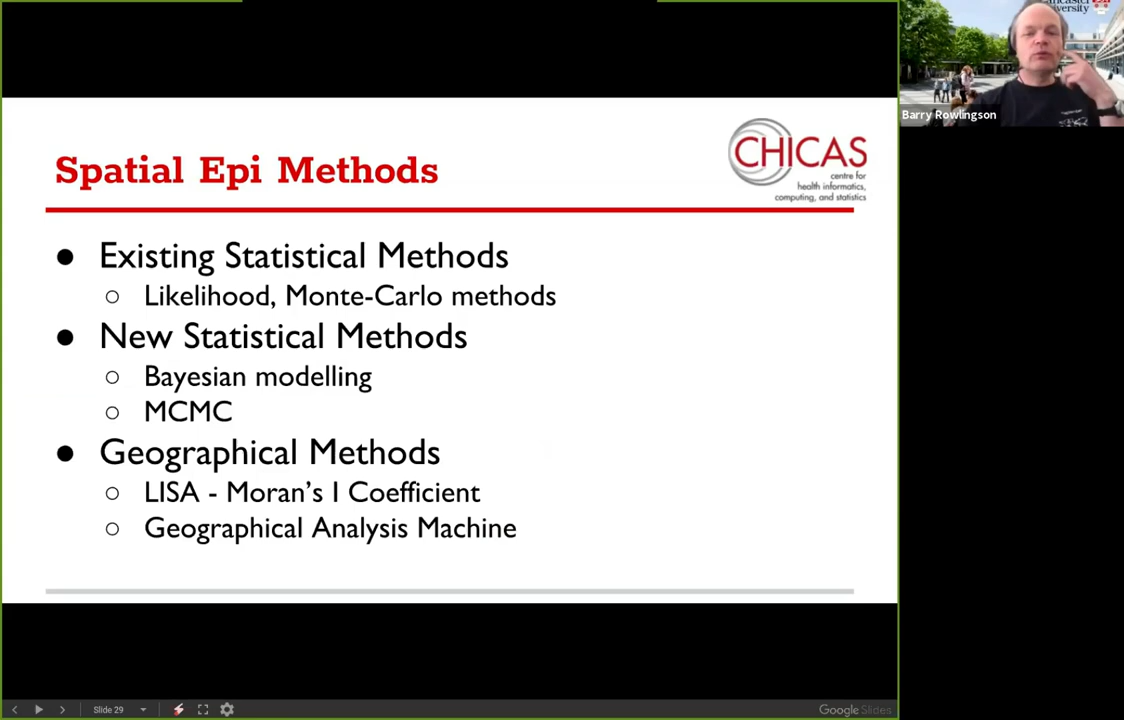 Spatial Epi Methods
CHICAS
centre for
health informatics,
computing, and statistics
● Existing Statistical Methods
○ Likelihood, Monte-Carlo methods
● New Statistical Methods
○ Bayesian modelling
○ MCMC
● Geographical Methods
○ LISA - Moran's I Coefficient
○ Geographical Analysis Machine
Barry Rowlingson
Slide 29
Google Slides